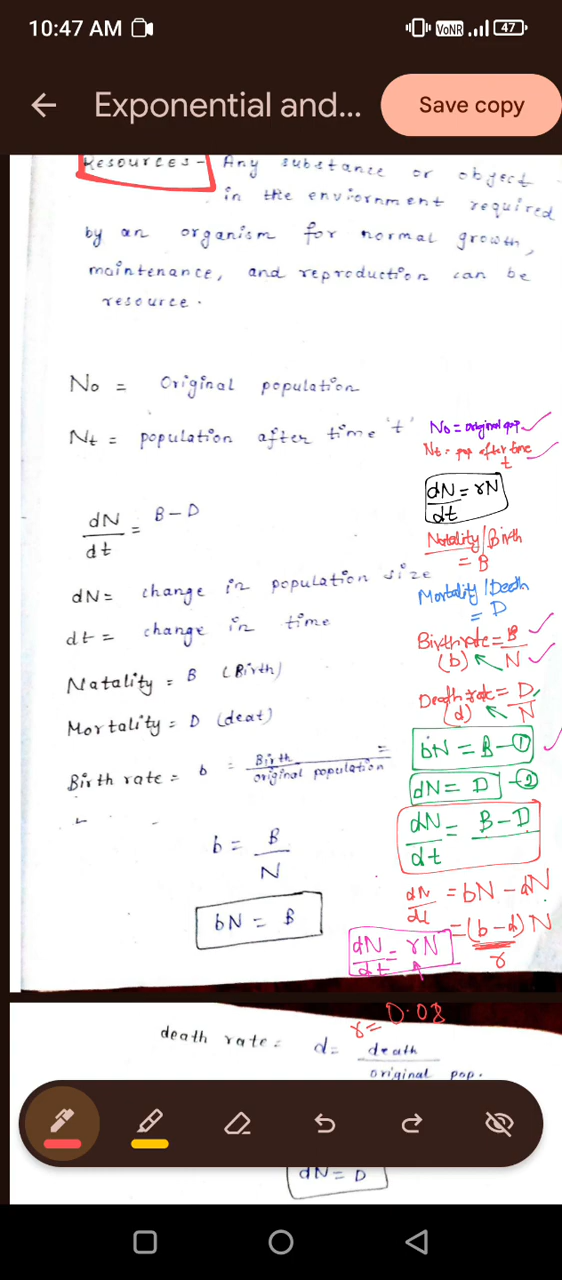 10:47 AM
VoNR
47
Exponential and...
Save copy
Resources - Any substance or object
in the enviornment required
by an organism for normal growth,
maintenance, and reproduction can be
resource.
No = Original population
Nt = population after time 't'
dN/dt = B - D
dN = change in population size
dt = change in time
Natality = B (Birth)
Mortality = D (deat)
Birth rate = b = Birth/original population =
b = B/N
bN = B
No = original pop
Nt = pop after time
t
dN/dt = rN
Natality/Birth
= B
Mortality/Death
= D
Birth rate = B/N
(b)
Death rate = D/N
(d)
bN = B - ①
dN = D - ②
dN/dt = B - D
dN/dt = bN - dN
= (b - d) N
r
dN/dt = rN
r = 0.08
death rate = d = death/original pop.
dN = D